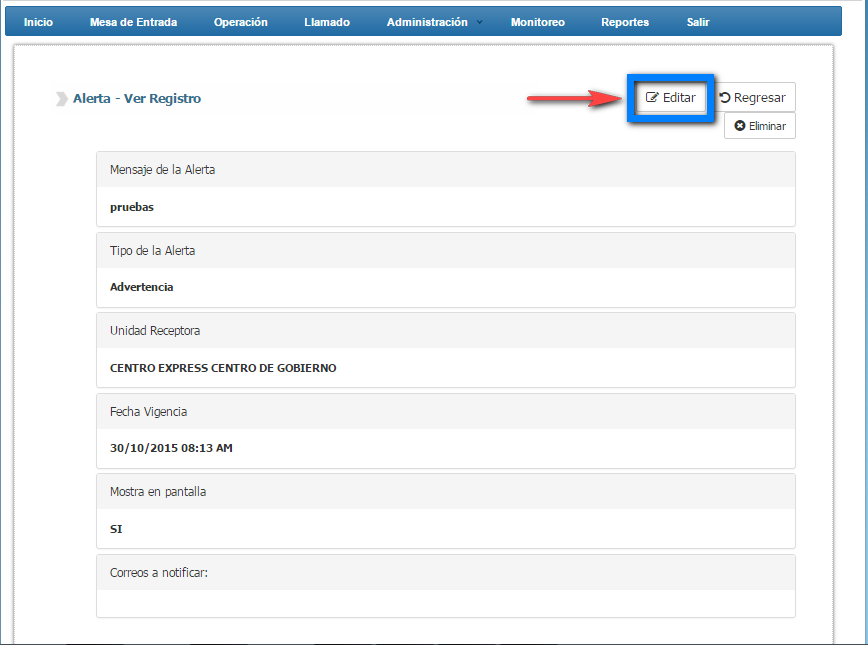 Inicio Mesa de Entrada Operación Llamado Administración Monitoreo Reportes Salir
Alerta - Ver Registro
Editar Regresar
Eliminar
Mensaje de la Alerta
pruebas
Tipo de la Alerta
Advertencia
Unidad Receptora
CENTRO EXPRESS CENTRO DE GOBIERNO
Fecha Vigencia
30/10/2015 08:13 AM
Mostra en pantalla
SI
Correos a notificar: